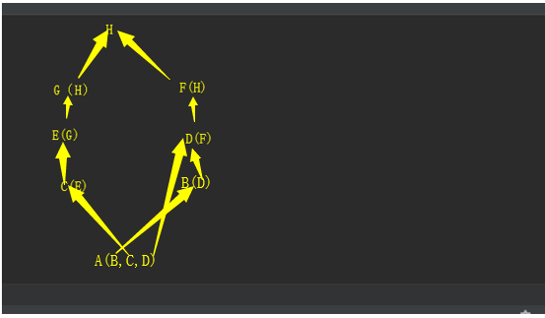 H
G (H) F(H)
E(G) D(F)
C(E) B(D)
A(B,C,D)